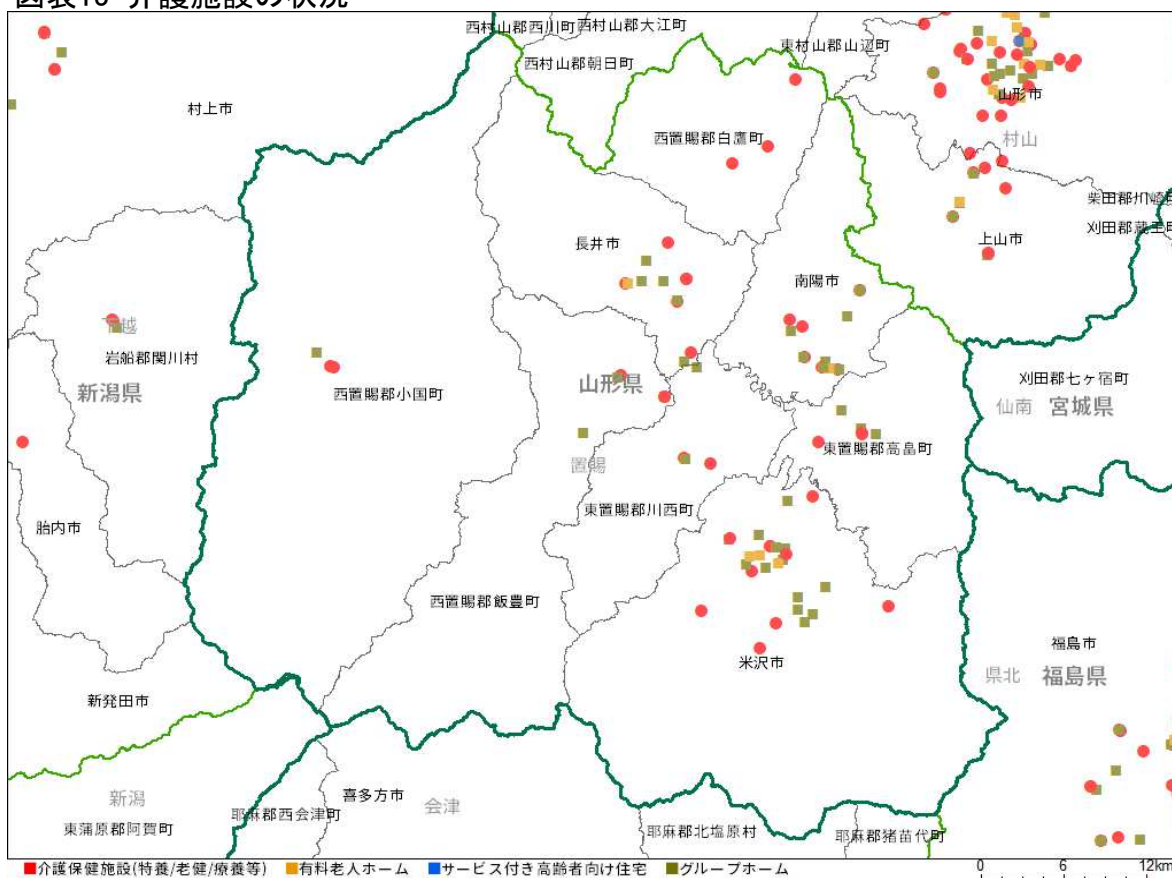 図表10 介護施設の状況
西村山郡西川町
西村山郡大江町
東村山郡山辺町
西村山郡朝日町
村上市
山形市
村山
西置賜郡白鷹町
柴田郡川崎町
刈田郡蔵王町
長井市
上山市
南陽市
下越
岩船郡関川村
新潟県
山形県
西置賜郡小国町
刈田郡七ヶ宿町
仙南 宮城県
東置賜郡高畠町
置賜
東置賜郡川西町
胎内市
西置賜郡飯豊町
米沢市
福島市
県北 福島県
新発田市
新潟
喜多方市
会津
耶麻郡西会津町
東蒲原郡阿賀町
耶麻郡北塩原村
耶麻郡猪苗代町
介護保健施設(特養/老健/療養等) 有料老人ホーム サービス付き高齢者向け住宅 グループホーム
0 6 12km